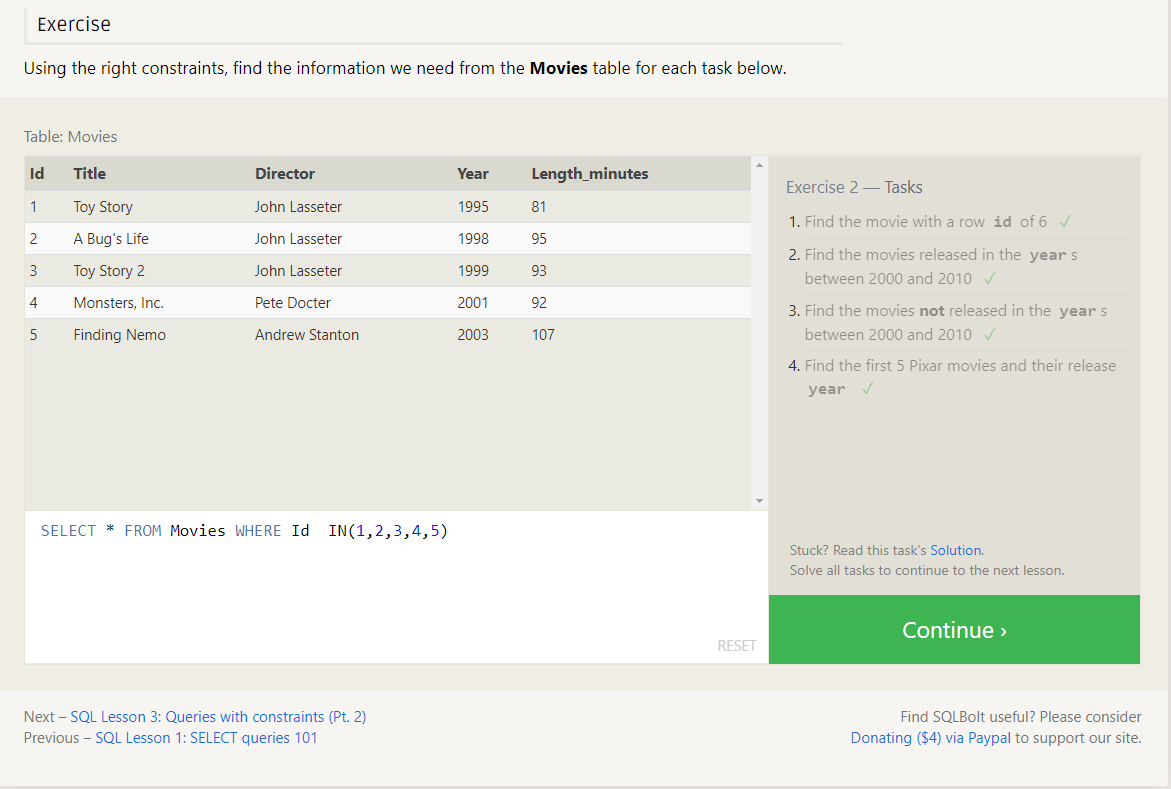 Exercise
Using the right constraints, find the information we need from the Movies table for each task below.
Table: Movies
Id Title Director Year Length_minutes
1 Toy Story John Lasseter 1995 81
2 A Bug's Life John Lasseter 1998 95
3 Toy Story 2 John Lasseter 1999 93
4 Monsters, Inc. Pete Docter 2001 92
5 Finding Nemo Andrew Stanton 2003 107
SELECT * FROM Movies WHERE Id  IN(1,2,3,4,5)
RESET
Exercise 2 — Tasks
1. Find the movie with a row id of 6 ✓
2. Find the movies released in the year s
between 2000 and 2010 ✓
3. Find the movies not released in the year s
between 2000 and 2010 ✓
4. Find the first 5 Pixar movies and their release
year ✓
Stuck? Read this task's Solution.
Solve all tasks to continue to the next lesson.
Continue ›
Next – SQL Lesson 3: Queries with constraints (Pt. 2)
Previous – SQL Lesson 1: SELECT queries 101
Find SQLBolt useful? Please consider
Donating ($4) via Paypal to support our site.